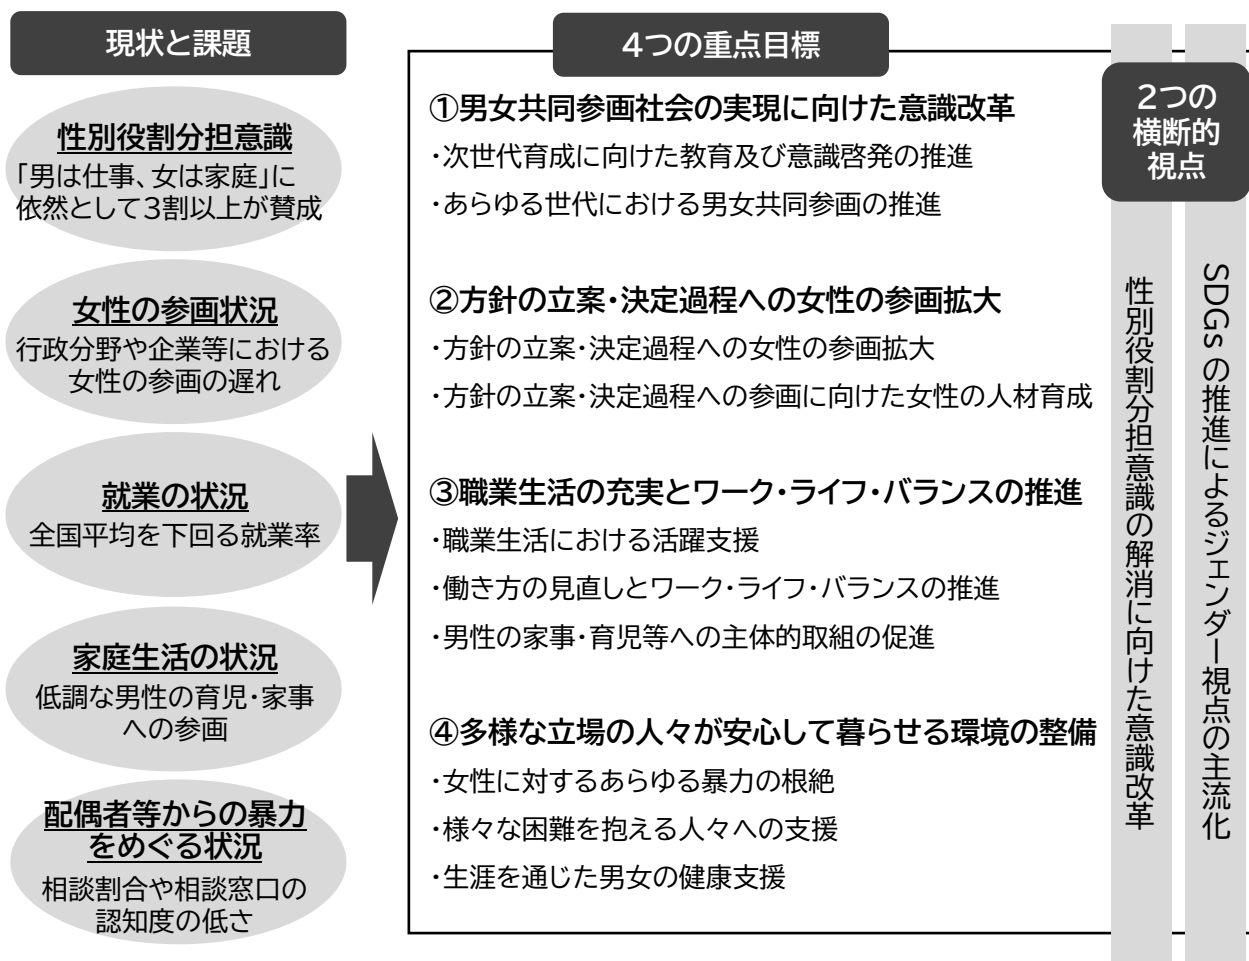 現状と課題
性別役割分担意識
「男は仕事、女は家庭」に
依然として3割以上が賛成
女性の参画状況
行政分野や企業等における
女性の参画の遅れ
就業の状況
全国平均を下回る就業率
家庭生活の状況
低調な男性の育児・家事
への参画
配偶者等からの暴力
をめぐる状況
相談割合や相談窓口の
認知度の低さ
4つの重点目標
①男女共同参画社会の実現に向けた意識改革
・次世代育成に向けた教育及び意識啓発の推進
・あらゆる世代における男女共同参画の推進
②方針の立案・決定過程への女性の参画拡大
・方針の立案・決定過程への女性の参画拡大
・方針の立案・決定過程への参画に向けた女性の人材育成
③職業生活の充実とワーク・ライフ・バランスの推進
・職業生活における活躍支援
・働き方の見直しとワーク・ライフ・バランスの推進
・男性の家事・育児等への主体的取組の促進
④多様な立場の人々が安心して暮らせる環境の整備
・女性に対するあらゆる暴力の根絶
・様々な困難を抱える人々への支援
・生涯を通じた男女の健康支援
2つの
横断的
視点
性別役割分担意識の解消に向けた意識改革
SDGsの推進によるジェンダー視点の主流化